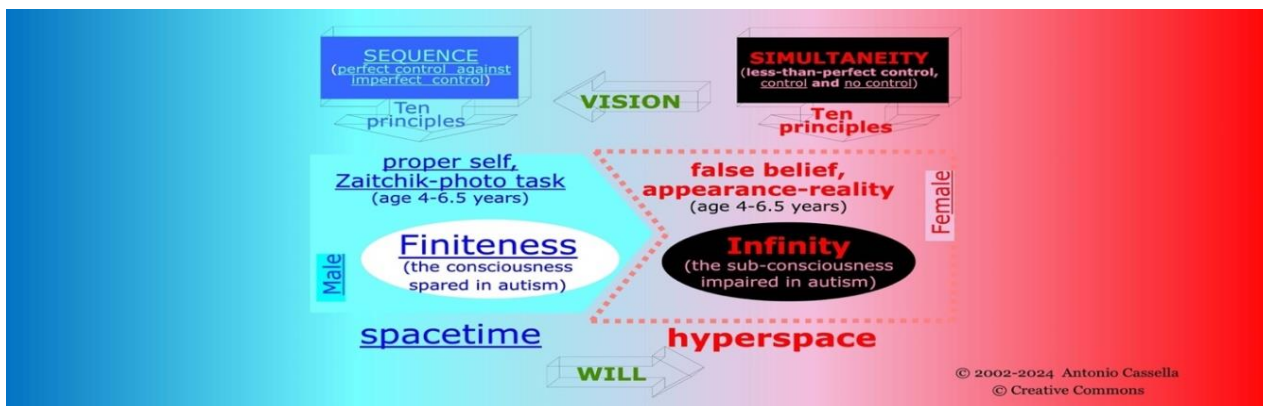 SEQUENCE
(perfect control against
imperfect control)
Ten
principles
VISION
SIMULTANEITY
(less-than-perfect control,
control and no control)
Ten
principles
proper self,
Zaitchik-photo task
(age 4-6.5 years)
Male
Finiteness
(the consciousness
spared in autism)
spacetime
false belief,
appearance-reality
(age 4-6.5 years)
Female
Infinity
(the sub-consciousness
impaired in autism)
hyperspace
WILL
© 2002-2024 Antonio Cassella
© Creative Commons